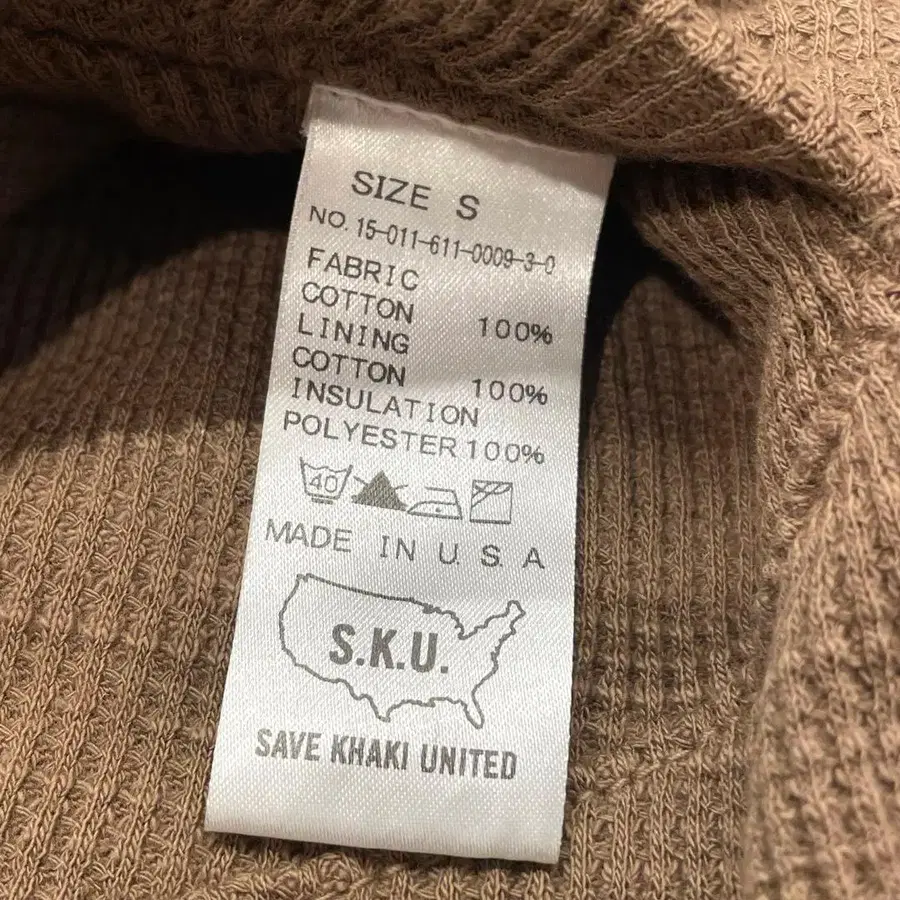 SIZE S
NO. 15-011-611-0009-3-0
FABRIC
COTTON 100%
LINING
COTTON 100%
INSULATION
POLYESTER 100%
40
MADE IN U.S.A
S.K.U.
SAVE KHAKI UNITED